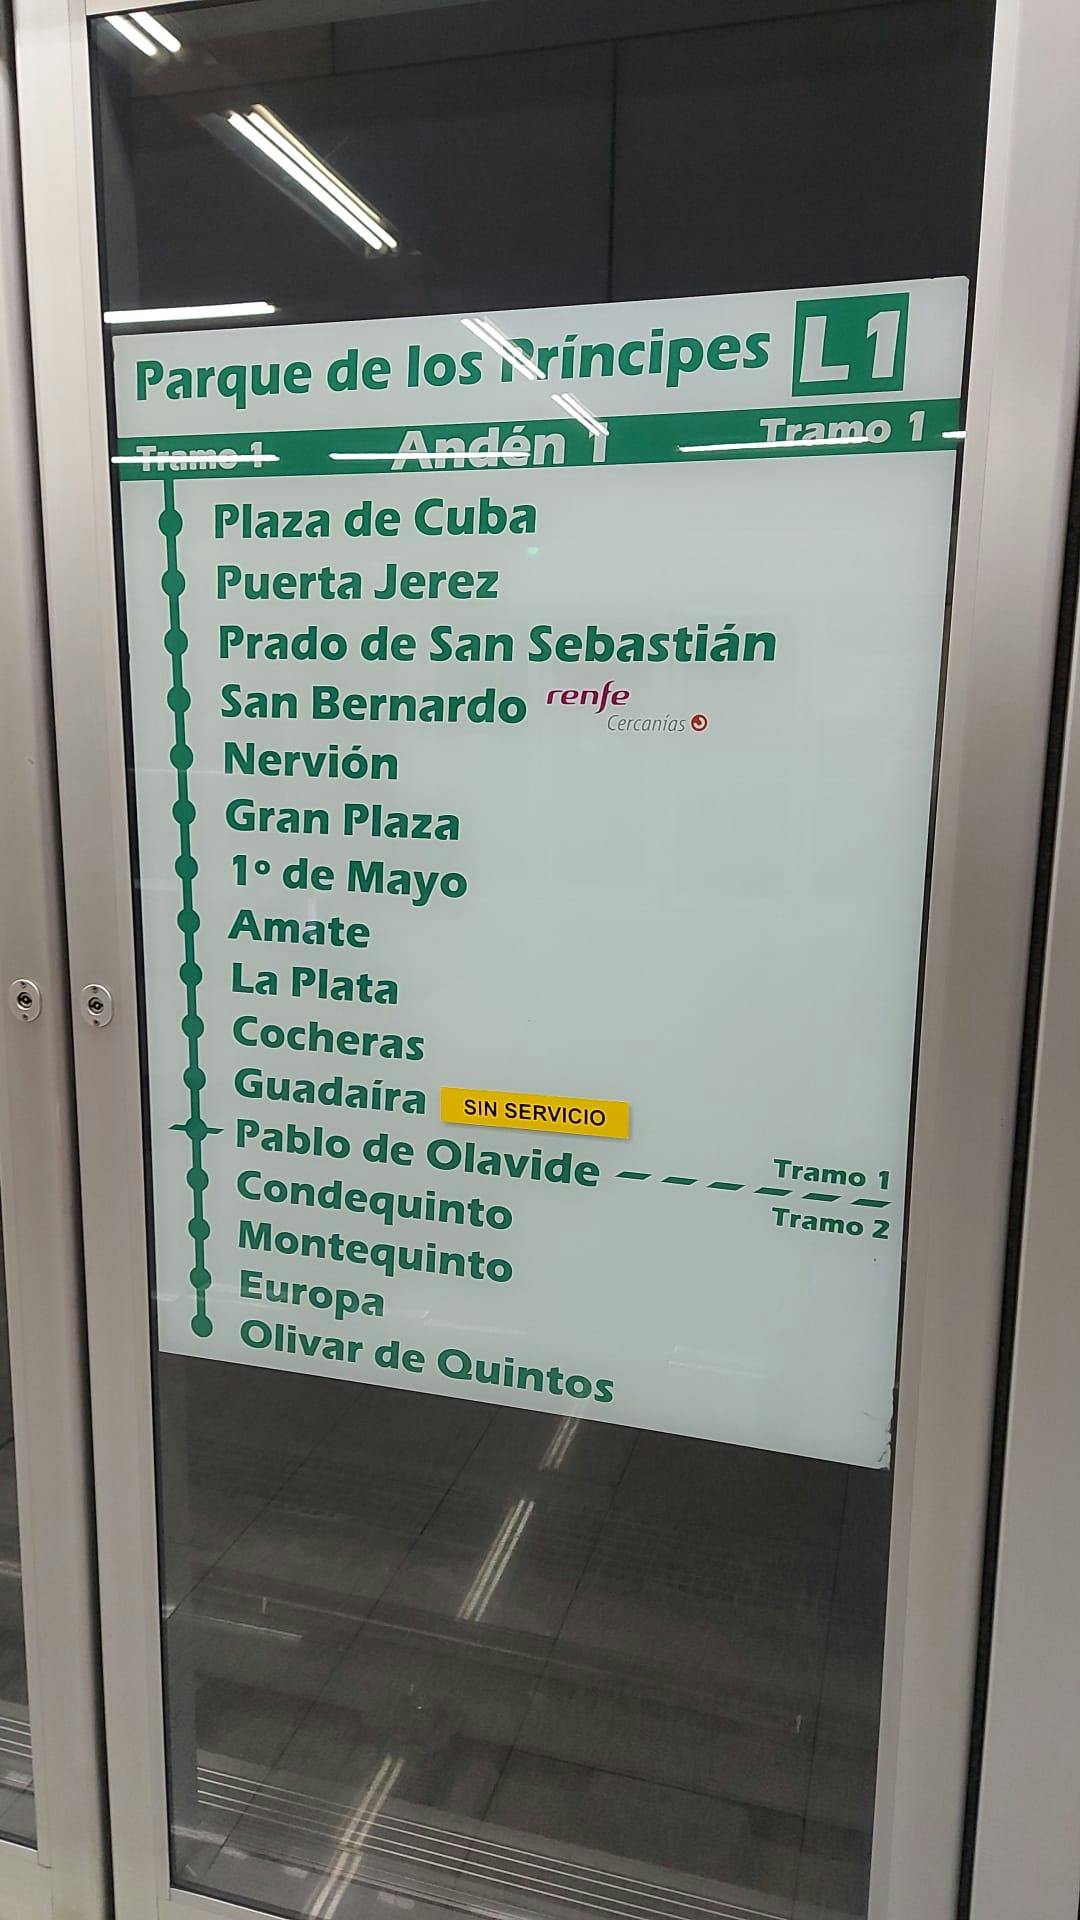 Parque de los Príncipes L1
Tramo 1 Andén 1 Tramo 1
Plaza de Cuba
Puerta Jerez
Prado de San Sebastián
San Bernardo renfe
Cercanías
Nervión
Gran Plaza
1º de Mayo
Amate
La Plata
Cocheras
Guadaíra SIN SERVICIO
Pablo de Olavide Tramo 1
Condequinto Tramo 2
Montequinto
Europa
Olivar de Quintos